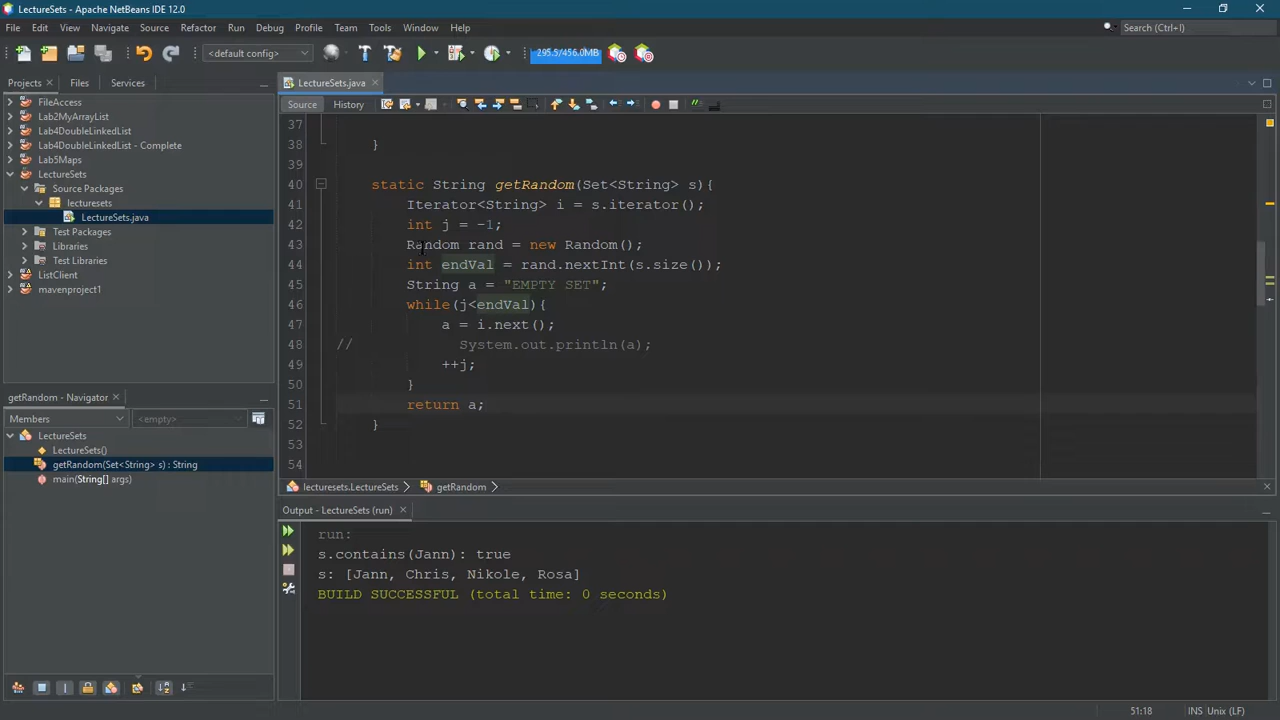 LectureSets - Apache NetBeans IDE 12.0
File Edit View Navigate Source Refactor Run Debug Profile Team Tools Window Help
Search (Ctrl+I)
<default config>
295.5/456.0MB
Projects Files Services
LectureSets.java
FileAccess
Lab2MyArrayList
Lab4DoubleLinkedList
Lab4DoubleLinkedList - Complete
Lab5Maps
LectureSets
Source Packages
lecturesets
LectureSets.java
Test Packages
Libraries
Test Libraries
ListClient
mavenproject1
Source History
37
38 }
39
40 static String getRandom(Set<String> s){
41 Iterator<String> i = s.iterator();
42 int j = -1;
43 Random rand = new Random();
44 int endVal = rand.nextInt(s.size());
45 String a = "EMPTY SET";
46 while(j<endVal){
47 a = i.next();
48 // System.out.println(a);
49 ++j;
50 }
51 return a;
52 }
53
54
getRandom - Navigator
Members <empty>
LectureSets
LectureSets()
getRandom(Set<String> s) : String
main(String[] args)
lecturesets.LectureSets getRandom
Output - LectureSets (run)
run:
s.contains(Jann): true
s: [Jann, Chris, Nikole, Rosa]
BUILD SUCCESSFUL (total time: 0 seconds)
51:18 INS Unix (LF)